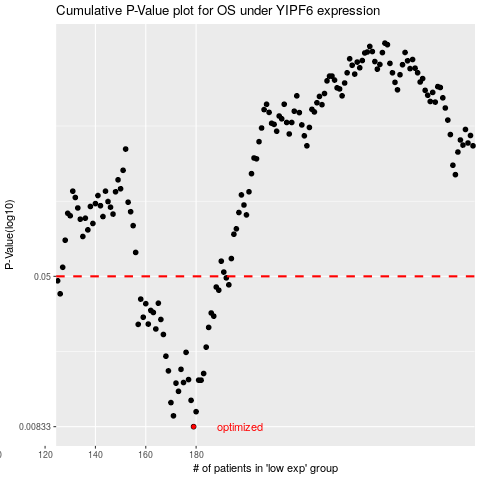 Cumulative P-Value plot for OS under YIPF6 expression
P-Value(log10)
0.05
0.00833
optimized
0
120
140
160
180
# of patients in 'low exp' group